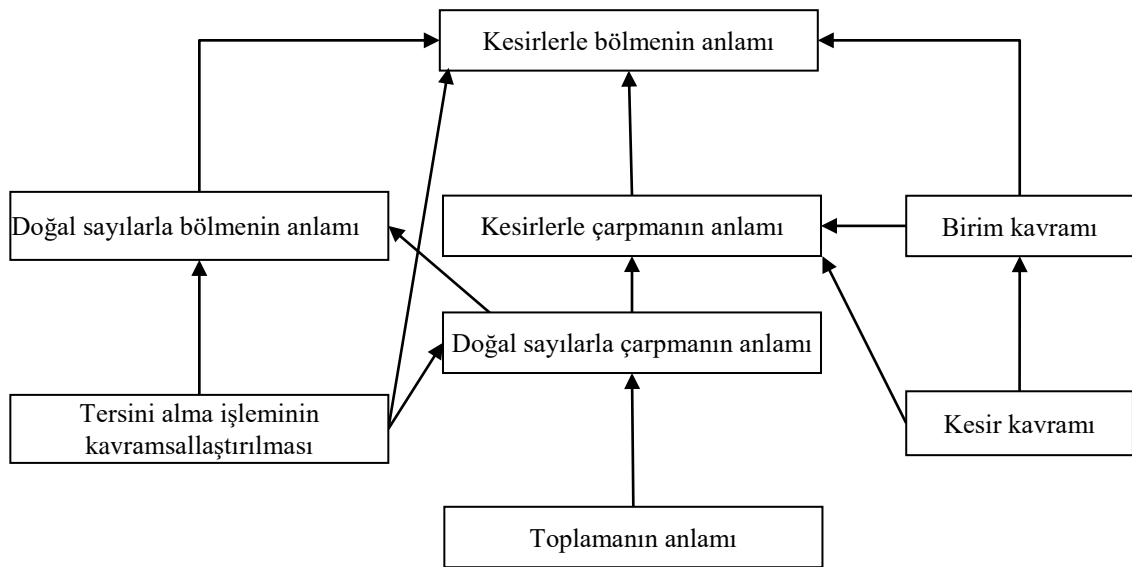 Kesirlerle bölmenin anlamı
Doğal sayılarla bölmenin anlamı
Kesirlerle çarpmanın anlamı
Birim kavramı
Doğal sayılarla çarpmanın anlamı
Tersini alma işleminin
kavramsallaştırılması
Kesir kavramı
Toplamanın anlamı